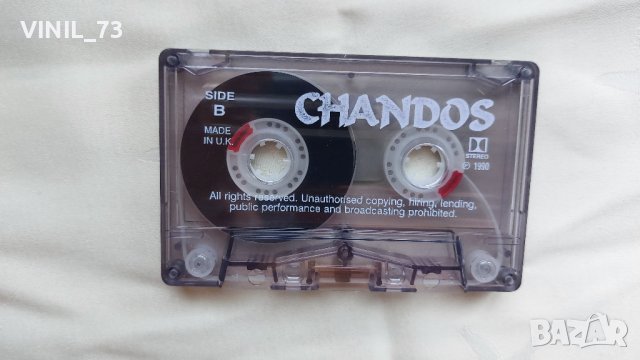 VINIL_73
SIDE
B
MADE
IN U.K.
CHANDOS
STEREO
℗ 1990
All rights reserved. Unauthorised copying, hiring, lending,
public performance and broadcasting prohibited.
BAZAR